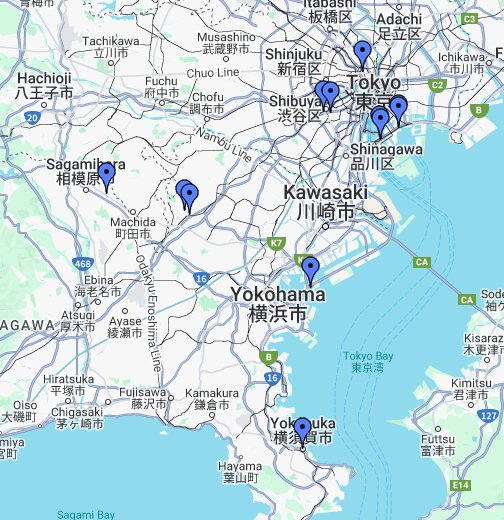 青梅市
Itabashi
板橋区
Adachi
足立区
C3
Tachikawa
立川市
Musashino
武蔵野市
Shinjuku
新宿区
Ichikawa
市川市
Chuo Line
Hachioji
八王子市
Fuchu
府中市
Chofu
調布市
Tokyo
東京
C2
B
20
Shibuya
渋谷区
Namou Line
Shinagawa
品川区
Sagamihara
相模原
Machida
町田市
Kawasaki
川崎市
K7
468
Odakyu Enoshima Line
16
CA
Ebina
海老名市
Yokohama
横浜市
CA
Atsugi
厚木市
AGAWA
Ayase
綾瀬市
B
16
Tokyo Bay
東京湾
Kisaraz
木更津市
Hiratsuka
平塚市
Fujisawa
藤沢市
Kamakura
鎌倉市
Kimitsu
君津市
127
Oiso
大磯町
Chigasaki
茅ヶ崎市
Yokosuka
横須賀市
Futtsu
富津市
Hayama
葉山町
E14
Sagami Bay